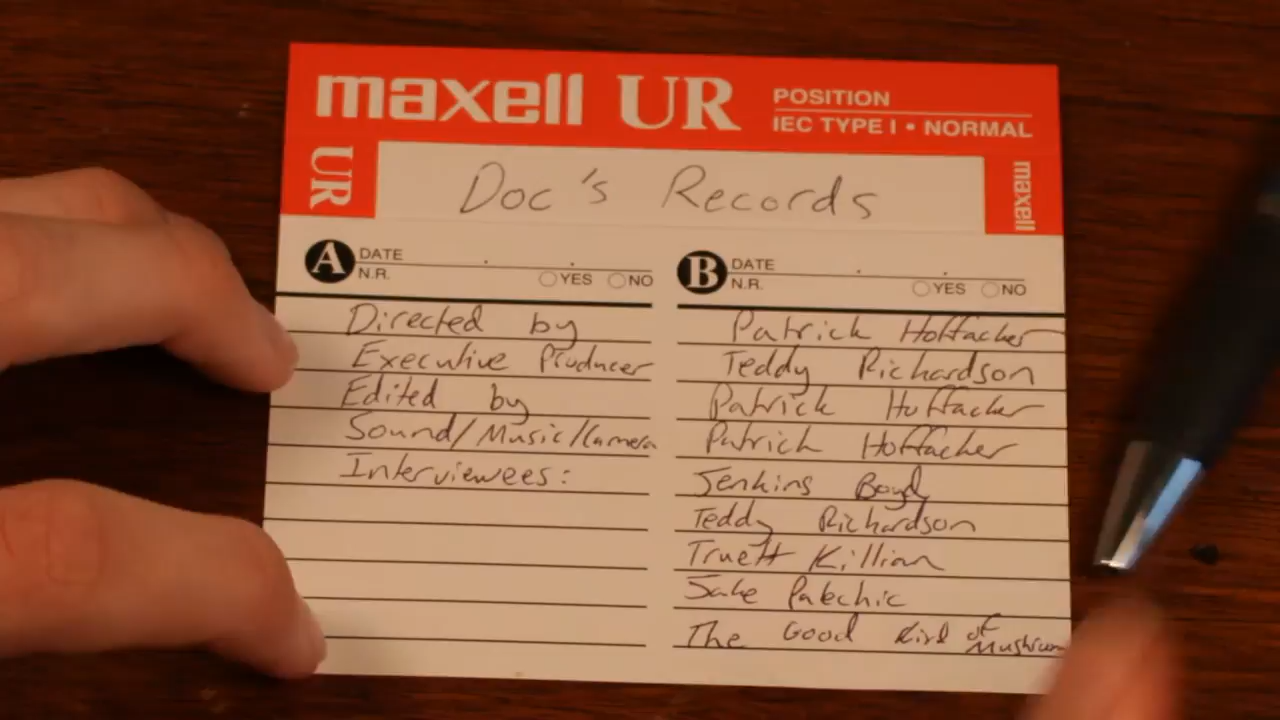 maxell UR POSITION
IEC TYPE I • NORMAL
UR Doc's Records maxell
A DATE
N.R. YES NO
B DATE
N.R. YES NO
Directed by Patrick Hoffacker
Executive Producer Teddy Richardson
Edited by Patrick Hoffacker
Sound/Music/Camera Patrick Hoffacker
Interviewees: Jenkins Boyd
Teddy Richardson
Truett Killian
The Good Kind of Mushroom